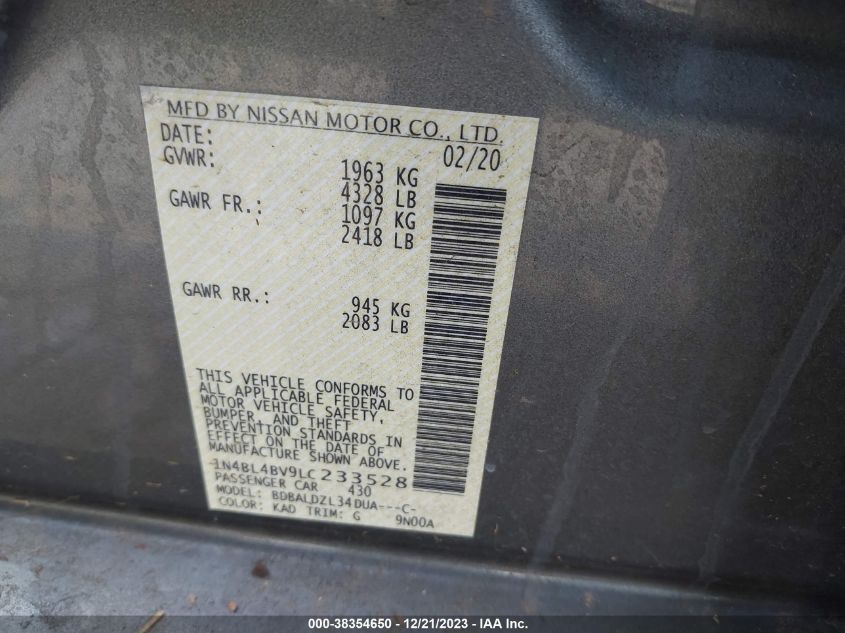 MFD BY NISSAN MOTOR CO., LTD.
DATE: 02/20
GVWR: 1963 KG
4328 LB
GAWR FR.: 1097 KG
2418 LB
GAWR RR.: 945 KG
2083 LB
THIS VEHICLE CONFORMS TO
ALL APPLICABLE FEDERAL
MOTOR VEHICLE SAFETY,
BUMPER, AND THEFT
PREVENTION STANDARDS IN
EFFECT ON THE DATE OF
MANUFACTURE SHOWN ABOVE.
1N4BL4BV9LC233528
PASSENGER CAR 430
MODEL: BDBALDZL34DUA---C-
COLOR: KAD TRIM: G 9N00A
000-38354650 - 12/21/2023 - IAA Inc.